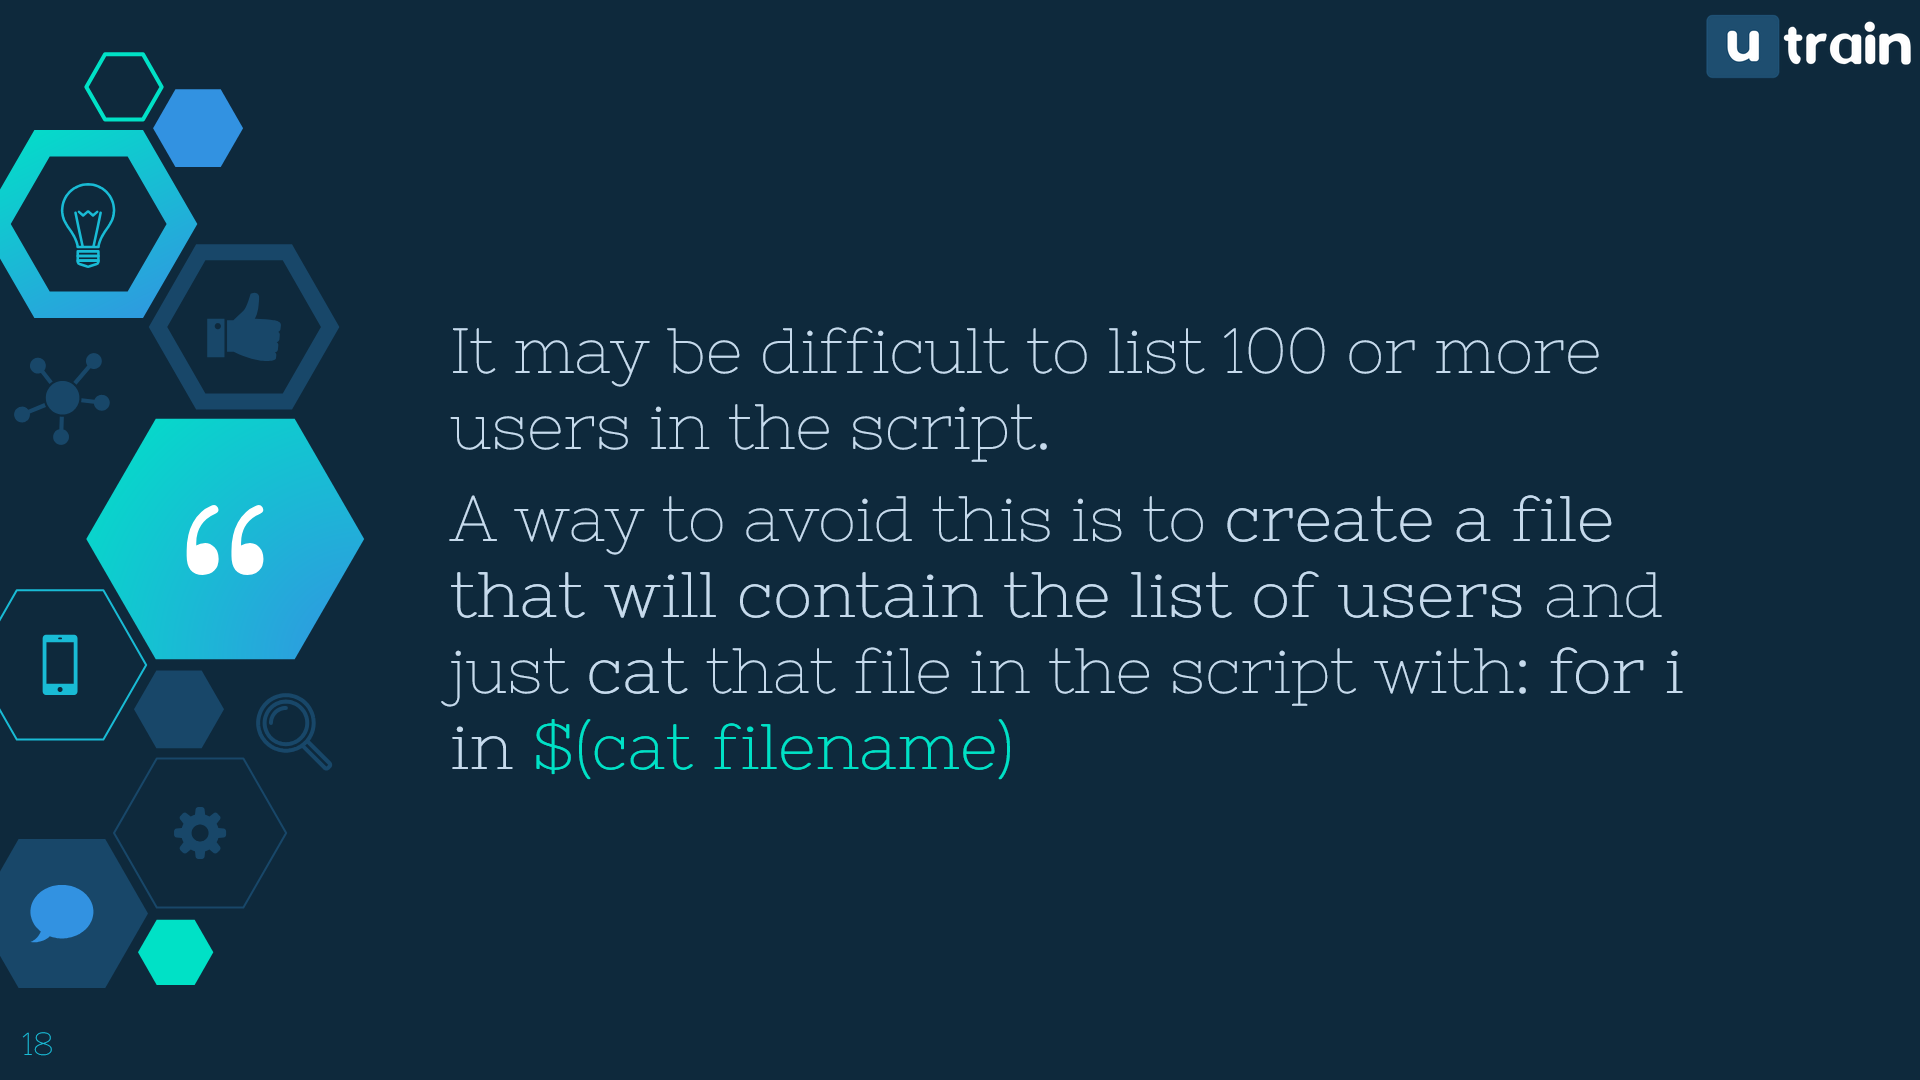 u train
It may be difficult to list 100 or more
users in the script.
A way to avoid this is to create a file
that will contain the list of users and
just cat that file in the script with: for i
in $(cat filename)
“
18